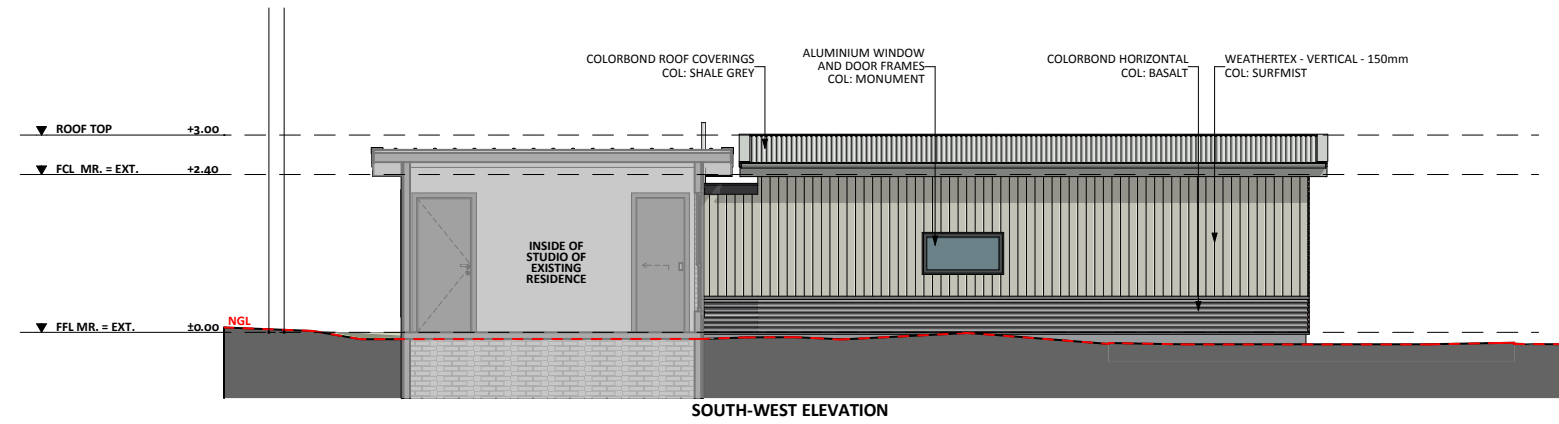 COLORBOND ROOF COVERINGS
COL: SHALE GREY
ALUMINIUM WINDOW
AND DOOR FRAMES
COL: MONUMENT
COLORBOND HORIZONTAL
COL: BASALT
WEATHERTEX - VERTICAL - 150mm
COL: SURFMIST
ROOF TOP +3.00
FCL MR. = EXT. +2.40
INSIDE OF
STUDIO OF
EXISTING
RESIDENCE
NGL
FFL MR. = EXT. ±0.00
SOUTH-WEST ELEVATION